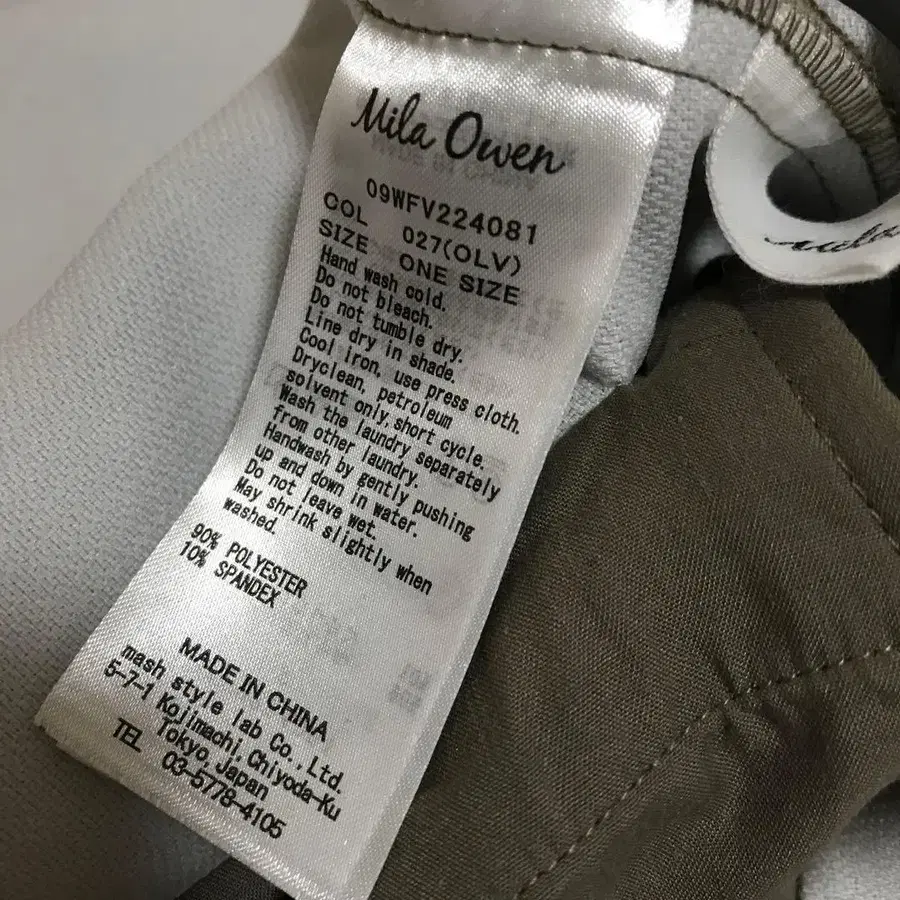 Mila Owen
09WFV224081
COL 027(OLV)
SIZE ONE SIZE
Hand wash cold.
Do not bleach.
Do not tumble dry.
Line dry in shade.
Cool iron, use press cloth.
Dryclean, petroleum
solvent only,short cycle.
Wash the laundry separately
from other laundry.
Handwash by gently pushing
up and down in water.
Do not leave wet.
May shrink slightly when
washed.
90% POLYESTER
10% SPANDEX
MADE IN CHINA
mash style lab Co.,Ltd.
5-7-1 Kojimachi,Chiyoda-Ku
Tokyo,Japan
TEL 03-5778-4105